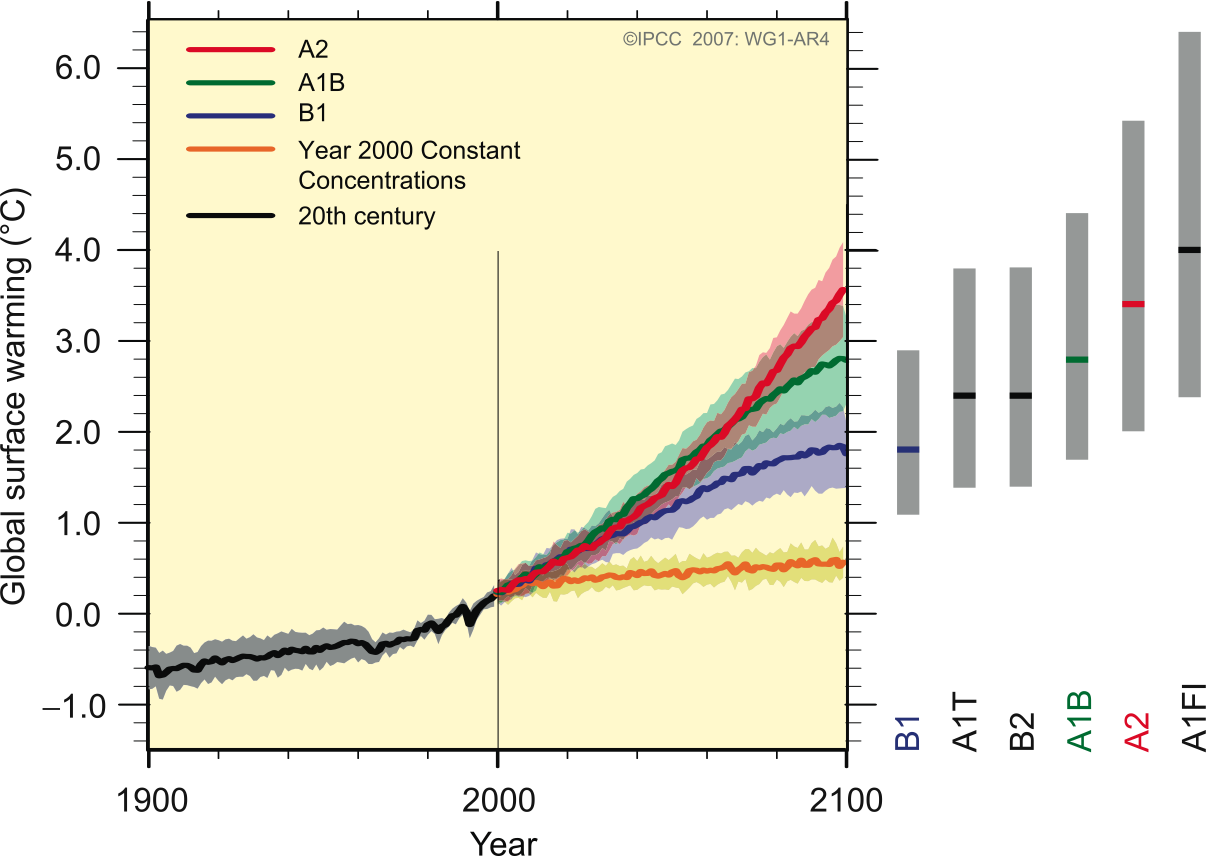 ©IPCC 2007: WG1-AR4
A2
A1B
B1
Year 2000 Constant
Concentrations
20th century
Global surface warming (°C)
6.0
5.0
4.0
3.0
2.0
1.0
0.0
–1.0
1900
2000
2100
Year
B1
A1T
B2
A1B
A2
A1FI